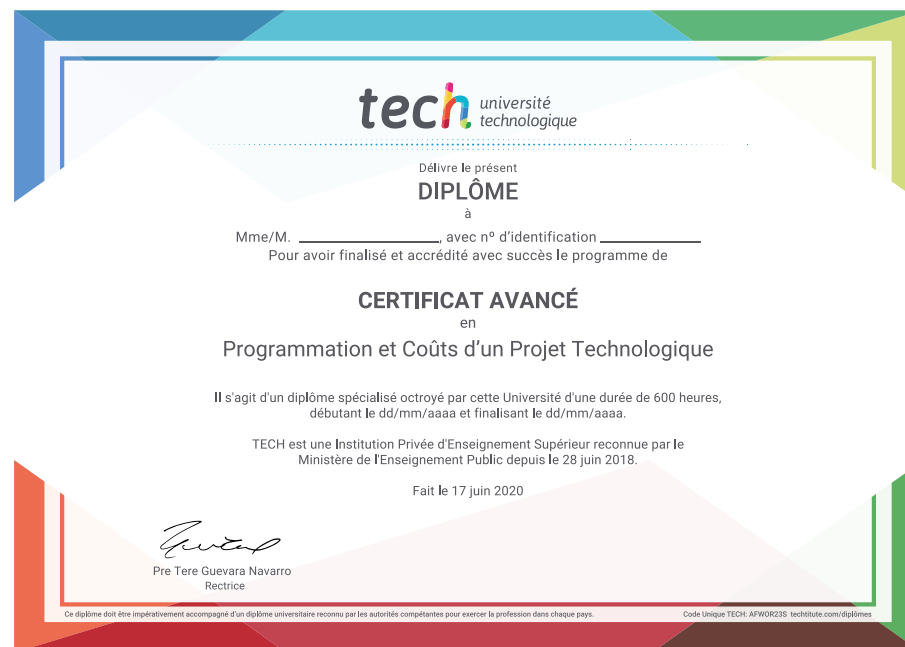 tech université
technologique
Délivre le présent
DIPLÔME
à
Mme/M. ____________________, avec nº d'identification ______________
Pour avoir finalisé et accrédité avec succès le programme de
CERTIFICAT AVANCÉ
en
Programmation et Coûts d'un Projet Technologique
Il s'agit d'un diplôme spécialisé octroyé par cette Université d'une durée de 600 heures,
débutant le dd/mm/aaaa et finalisant le dd/mm/aaaa.
TECH est une Institution Privée d'Enseignement Supérieur reconnue par le
Ministère de l'Enseignement Public depuis le 28 juin 2018.
Fait le 17 juin 2020
Pre Tere Guevara Navarro
Rectrice
Ce diplôme doit être impérativement accompagné d'un diplôme universitaire reconnu par les autorités compétentes pour exercer la profession dans chaque pays.
Code Unique TECH: AFWOR23S techtitute.com/diplômes